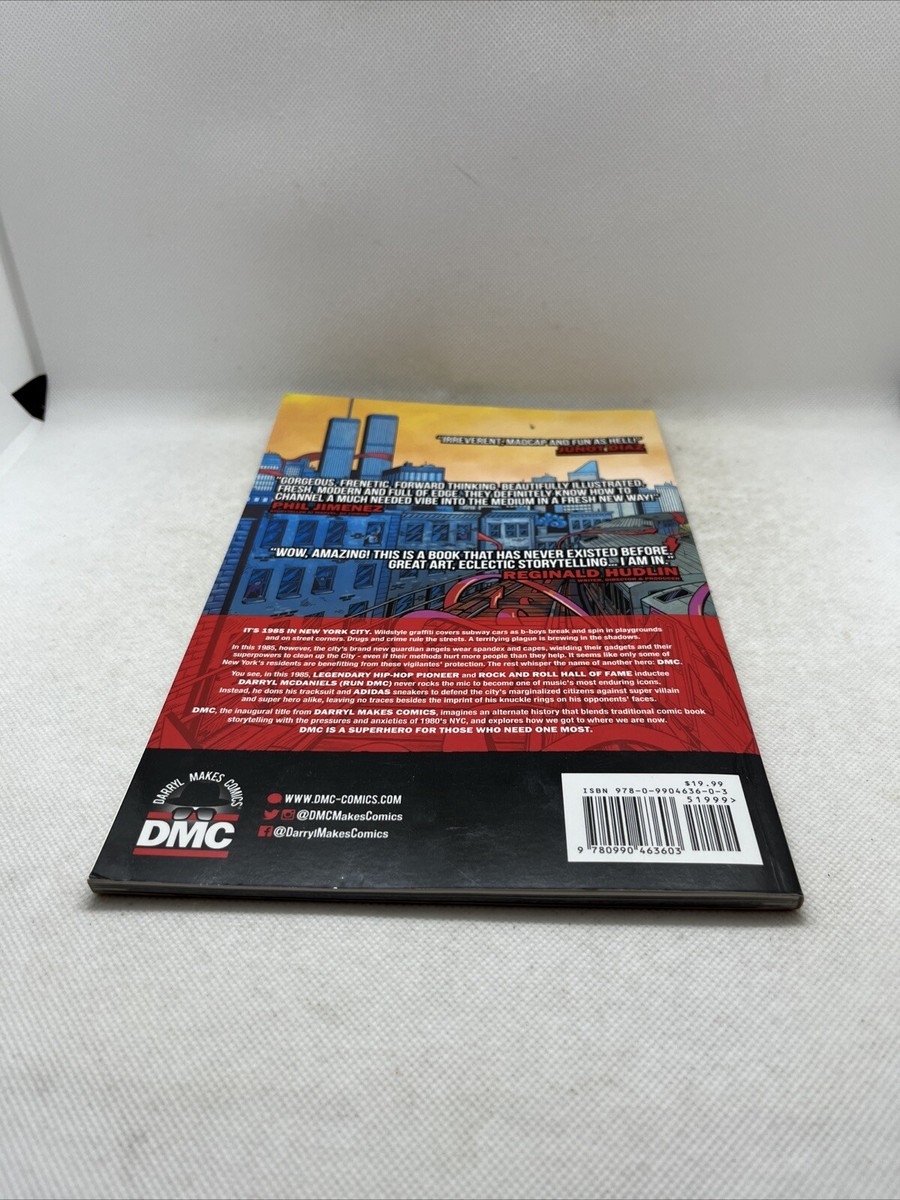 "IRREVERENT, MADCAP, AND FUN AS HELL!"
JUNOT DIAZ
"GORGEOUS, FRENETIC, FORWARD THINKING, BEAUTIFULLY ILLUSTRATED,
FRESH, MODERN AND FULL OF EDGE. THEY DEFINITELY KNOW HOW TO
CHANNEL A MUCH NEEDED VIBE INTO THE MEDIUM IN A FRESH NEW WAY!"
PHIL JIMENEZ
"WOW, AMAZING! THIS IS A BOOK THAT HAS NEVER EXISTED BEFORE.
GREAT ART, ECLECTIC STORYTELLING... I AM IN."
REGINALD HUDLIN
WRITER, DIRECTOR &
IT'S 1985 IN NEW YORK CITY. Wildstyle graffiti covers subway cars as b-boys break and spin in playgrounds
and on street corners. Drugs and crime rule the streets. A terrifying plague is brewing in the shadows.
In this 1985, however, the city's brand new guardian angels wear spandex and capes, wielding their gadgets and their
superpowers to clean up the City - even if their methods hurt more people than they help. It seems like only some of
New York's residents are benefitting from these vigilantes' protection. The rest whisper the name of another hero: DMC.
You see, in this 1985, LEGENDARY HIP-HOP PIONEER and ROCK AND ROLL HALL OF FAME inductee
DARRYL MCDANIELS (RUN DMC) never rocks the mic to become one of music's most enduring icons.
Instead, he dons his tracksuit and ADIDAS sneakers to defend the city's marginalized citizens against super villain
and super hero alike, leaving no traces besides the imprint of his knuckle rings on his opponents' faces.
DMC, the inaugural title from DARRYL MAKES COMICS, imagines an alternate history that blends traditional comic book
storytelling with the pressures and anxieties of 1980's NYC, and explores how we got to where we are now.
DMC IS A SUPERHERO FOR THOSE WHO NEED ONE MOST.
DARRYL MAKES COMICS
DMC
WWW.DMC-COMICS.COM
@DMCMakesComics
@DarrylMakesComics
$19.99
ISBN 978-0-9904636-0-3
51999>
9 780990 463603